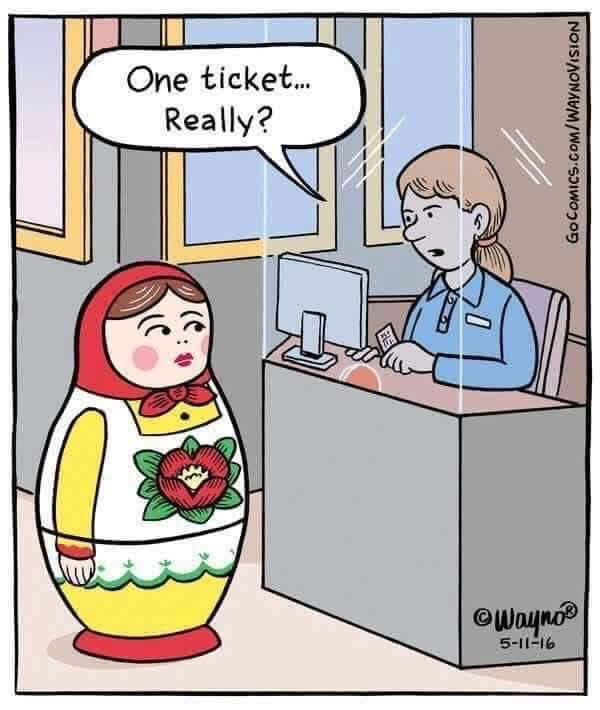 One ticket...
Really?
GoComics.com/WaynoVision
©Wayno®
5-11-16